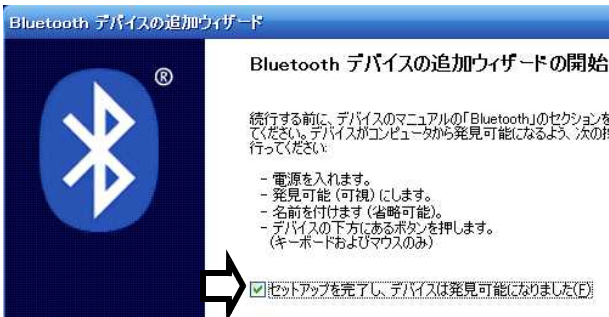 Bluetooth デバイスの追加ウィザード
®
Bluetooth デバイスの追加ウィザードの開始
続行する前に、デバイスのマニュアルの「Bluetooth」のセクションを
てください。デバイスがコンピュータから発見可能になるよう、次の
行ってください:
- 電源を入れます。
- 発見可能 (可視) にします。
- 名前を付けます (省略可能)。
- デバイスの下方にあるボタンを押します。
(キーボードおよびマウスのみ)
セットアップを完了し、デバイスは発見可能になりました(F)